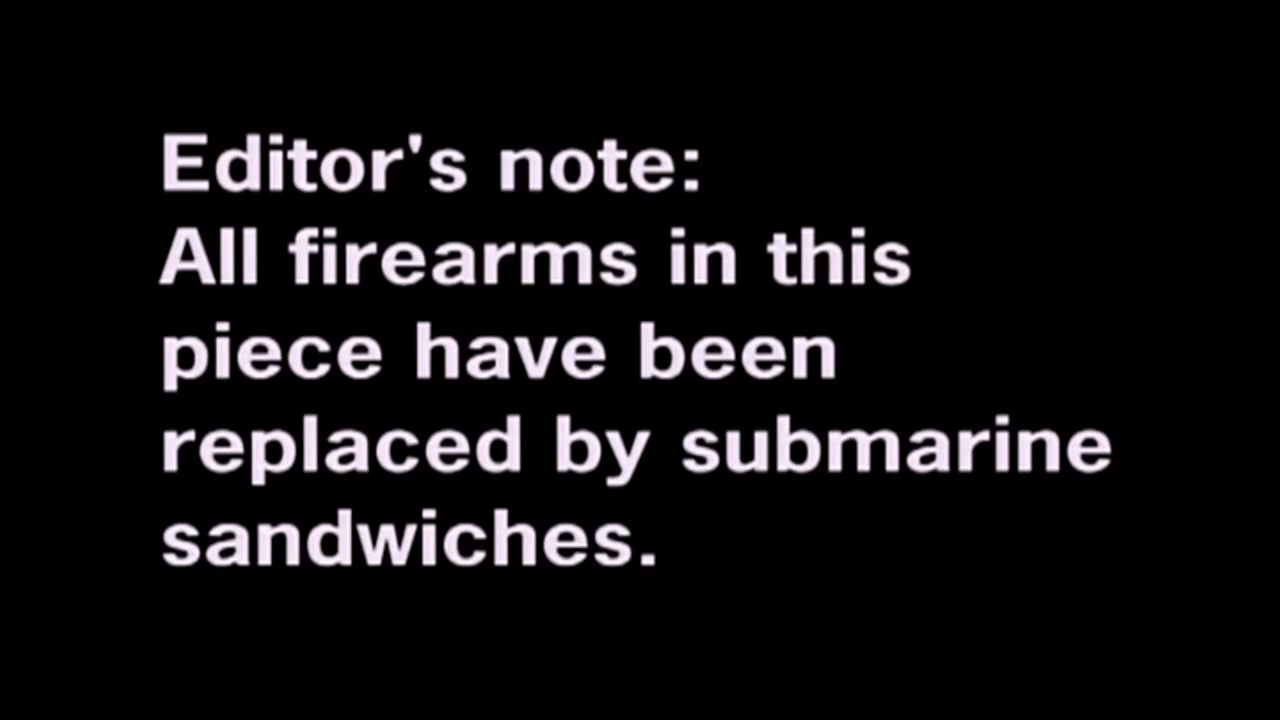 Editor's note:
All firearms in this
piece have been
replaced by submarine
sandwiches.